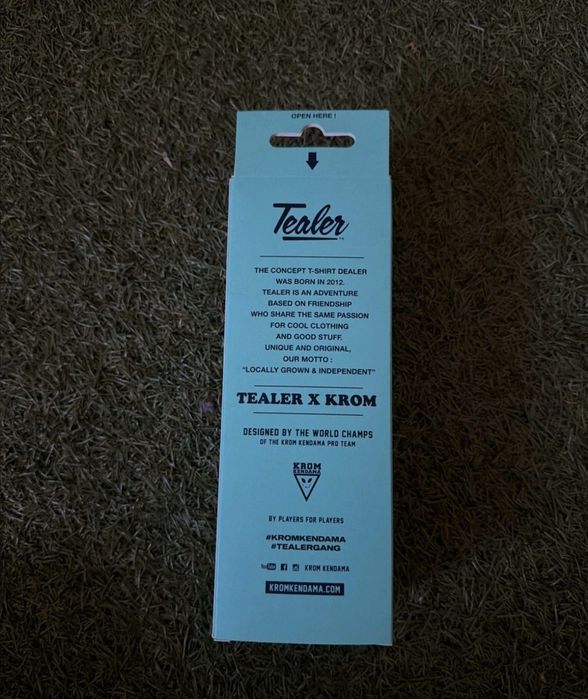 OPEN HERE !
Tealer™
THE CONCEPT T-SHIRT DEALER
WAS BORN IN 2012.
TEALER IS AN ADVENTURE
BASED ON FRIENDSHIP
WHO SHARE THE SAME PASSION
FOR COOL CLOTHING
AND GOOD STUFF.
UNIQUE AND ORIGINAL,
OUR MOTTO :
"LOCALLY GROWN & INDEPENDENT"
TEALER X KROM
DESIGNED BY THE WORLD CHAMPS
OF THE KROM KENDAMA PRO TEAM
KROM
KENDAMA
BY PLAYERS FOR PLAYERS
#KROMKENDAMA
#TEALERGANG
YouTube f KROM KENDAMA
KROMKENDAMA.COM